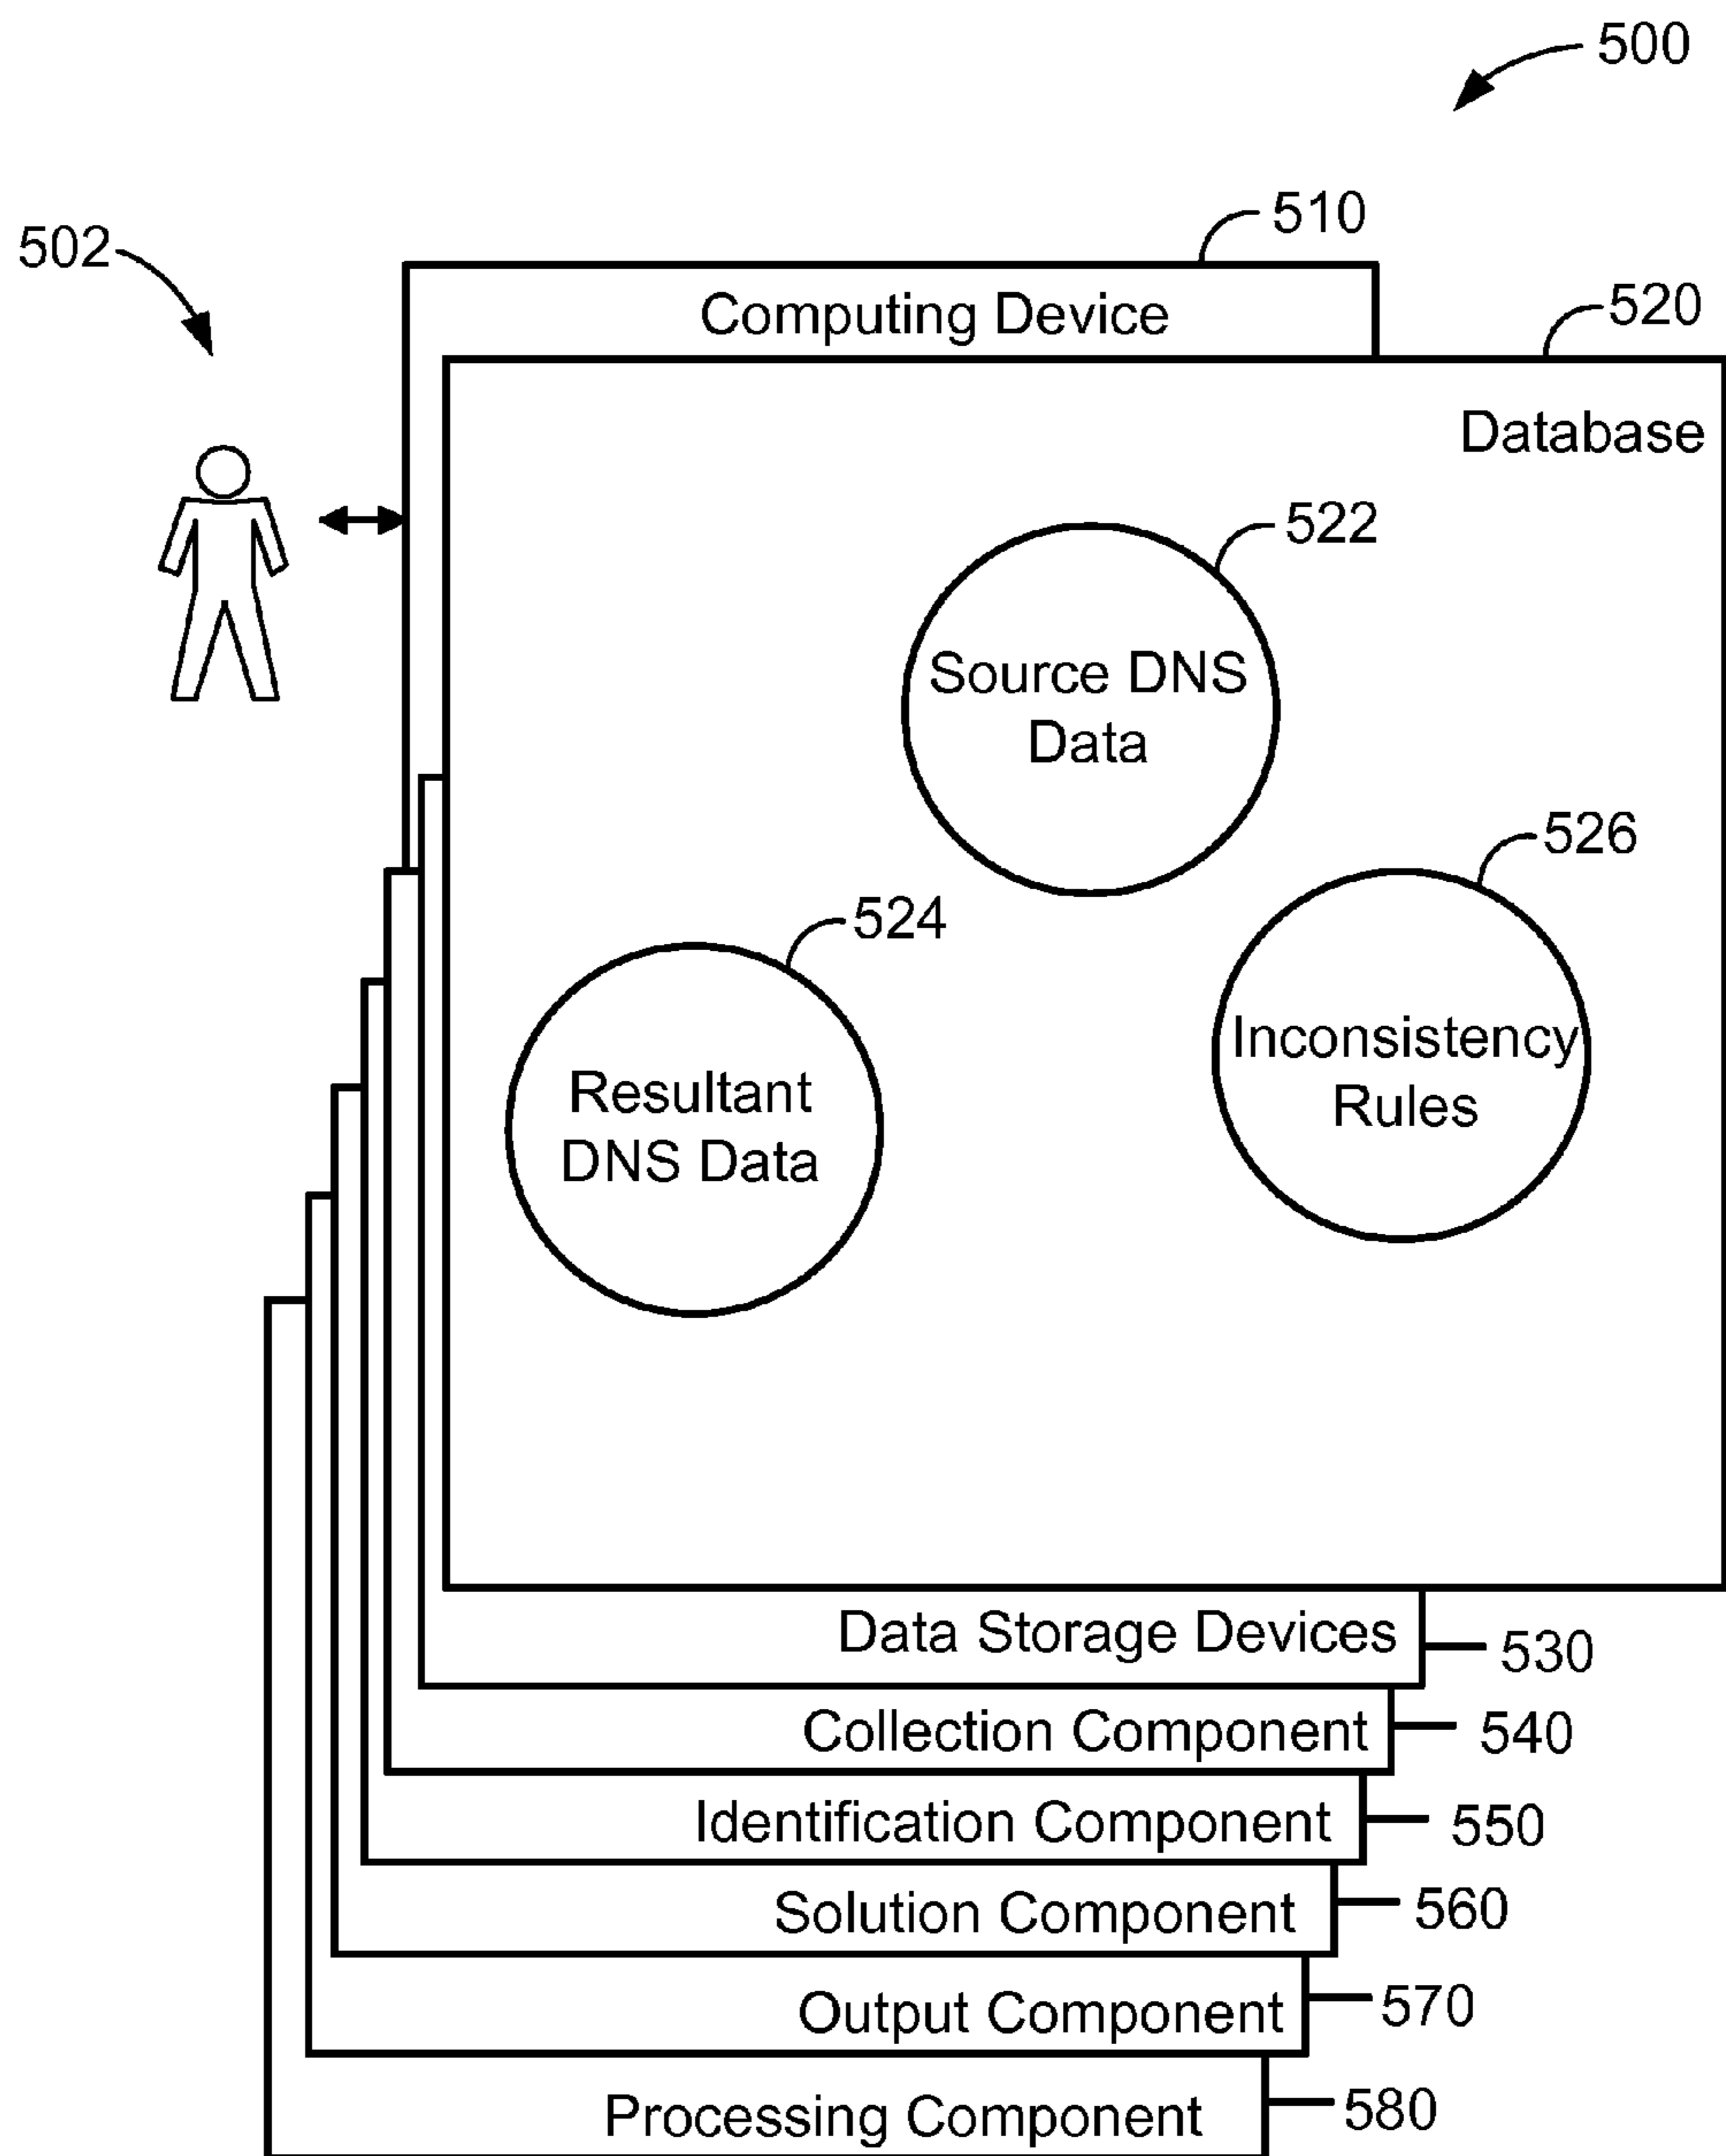 500
510
502
Computing Device
520
Database
522
Source DNS
Data
526
524
Inconsistency
Rules
Resultant
DNS Data
Data Storage Devices
530
Collection Component
540
Identification Component
550
Solution Component
560
Output Component
570
Processing Component
580